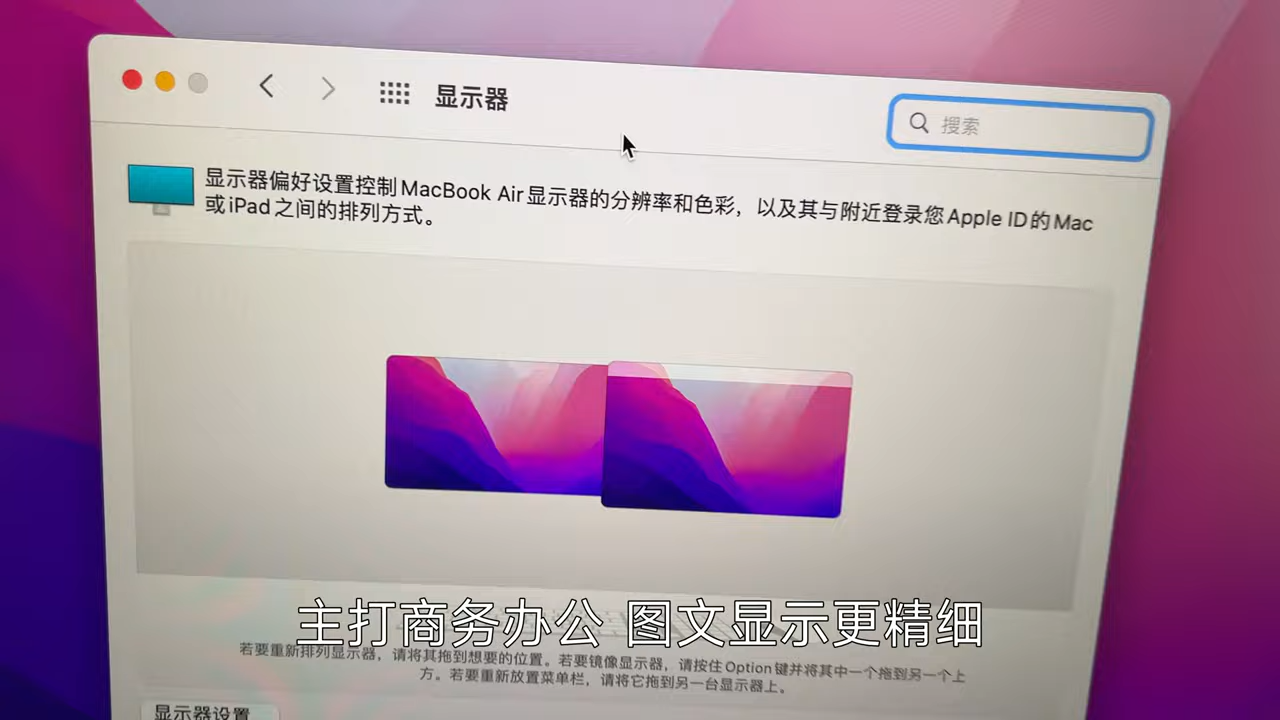 显示器
搜索
显示器偏好设置控制MacBook Air显示器的分辨率和色彩，以及其与附近登录您Apple ID的Mac
或iPad之间的排列方式。
主打商务办公 图文显示更精细
若要重新排列显示器，请将其拖到想要的位置。若要镜像显示器，请按住Option键并将其中一个拖到另一个上
方。若要重新放置菜单栏，请将它拖到另一台显示器上。
显示器设置